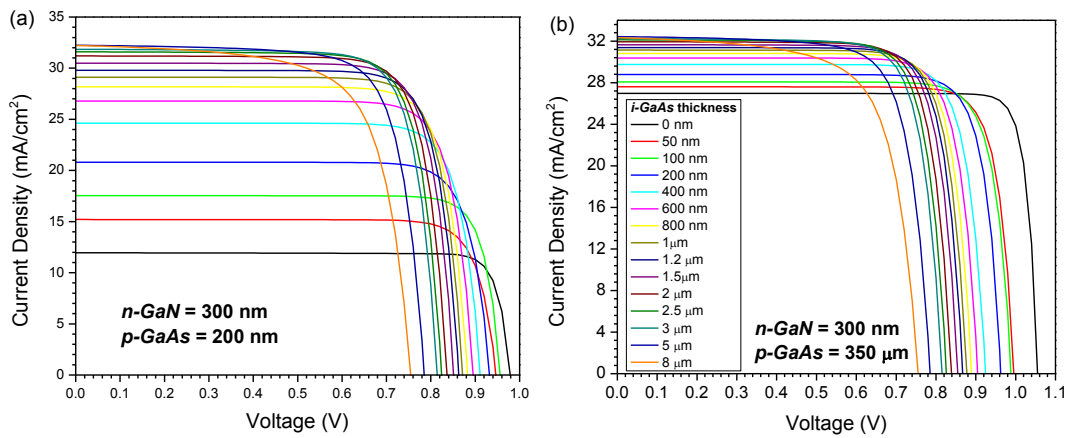 (a)
35
30
25
20
15
10
5
0
Current Density (mA/cm²)
0.0 0.1 0.2 0.3 0.4 0.5 0.6 0.7 0.8 0.9 1.0
Voltage (V)
n-GaN = 300 nm
p-GaAs = 200 nm
(b)
32
28
24
20
16
12
8
4
0
Current Density (mA/cm²)
0.0 0.1 0.2 0.3 0.4 0.5 0.6 0.7 0.8 0.9 1.0 1.1
Voltage (V)
i-GaAs thickness
0 nm
50 nm
100 nm
200 nm
400 nm
600 nm
800 nm
1μm
1.2 μm
1.5μm
2 μm
2.5 μm
3 μm
5 μm
8 μm
n-GaN = 300 nm
p-GaAs = 350 μm